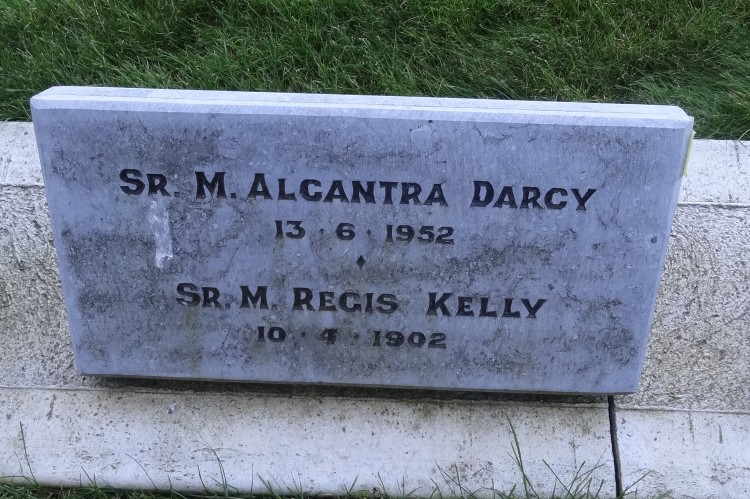 SR. M. ALCANTRA DARCY
13 · 6 · 1952
SR. M. REGIS KELLY
10 · 4 · 1902